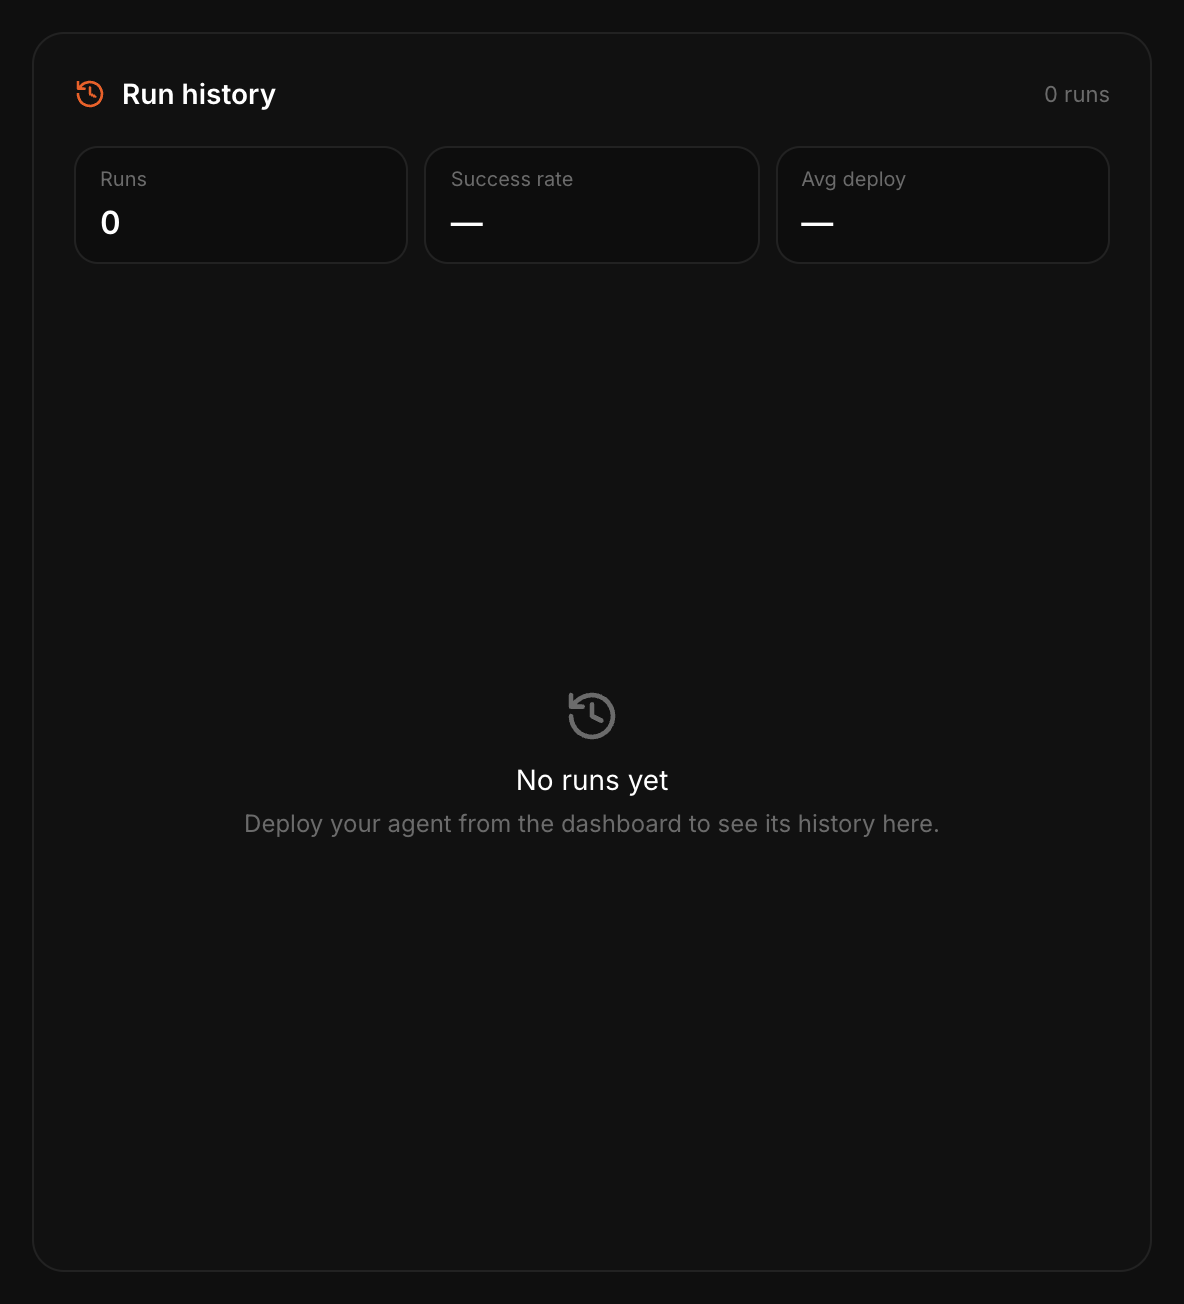 Run history
0 runs
Runs
0
Success rate
—
Avg deploy
—
No runs yet
Deploy your agent from the dashboard to see its history here.